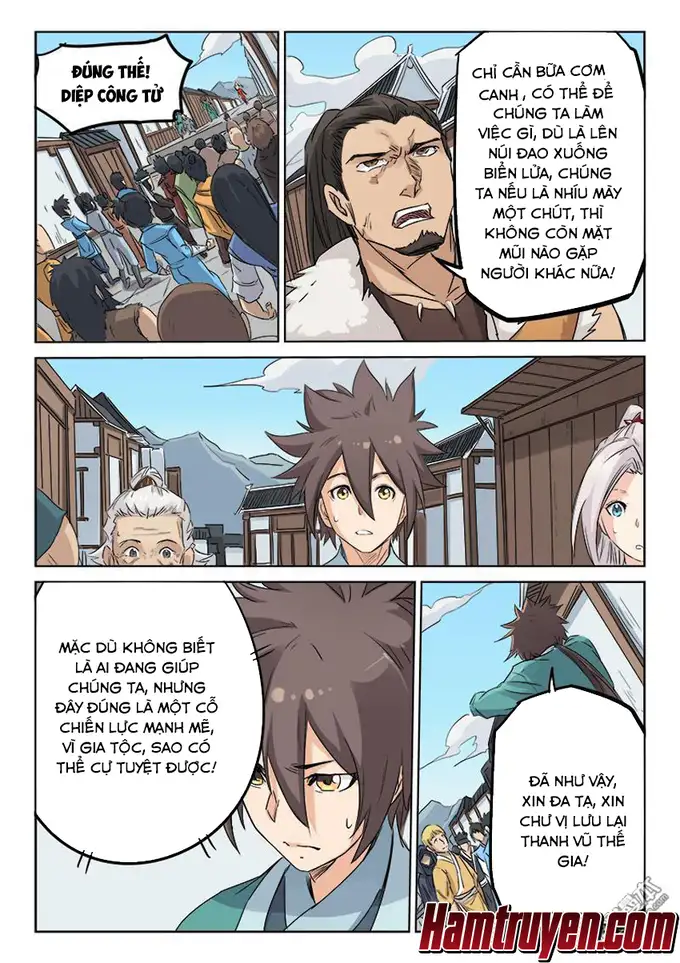 ĐÚNG THẾ!
DIỆP CÔNG TỬ
CHỈ CẦN BỮA CƠM
CANH, CÓ THỂ ĐỂ
CHÚNG TA LÀM
VIỆC GÌ, DÙ LÀ LÊN
NÚI ĐAO XUỐNG
BIỂN LỬA, CHÚNG
TA NẾU LÀ NHÍU MÀY
MỘT CHÚT, THÌ
KHÔNG CÒN MẶT
MŨI NÀO GẶP
NGƯỜI KHÁC NỮA!
MẶC DÙ KHÔNG BIẾT
LÀ AI ĐANG GIÚP
CHÚNG TA, NHƯNG
ĐÂY ĐÚNG LÀ MỘT CỖ
CHIẾN LỰC MẠNH MẼ,
VÌ GIA TỘC, SAO CÓ
THỂ CỰ TUYỆT ĐƯỢC!
ĐÃ NHƯ VẬY,
XIN ĐA TẠ, XIN
CHƯ VỊ LƯU LẠI
THANH VŨ THẾ
GIA!
Hamtruyen.com